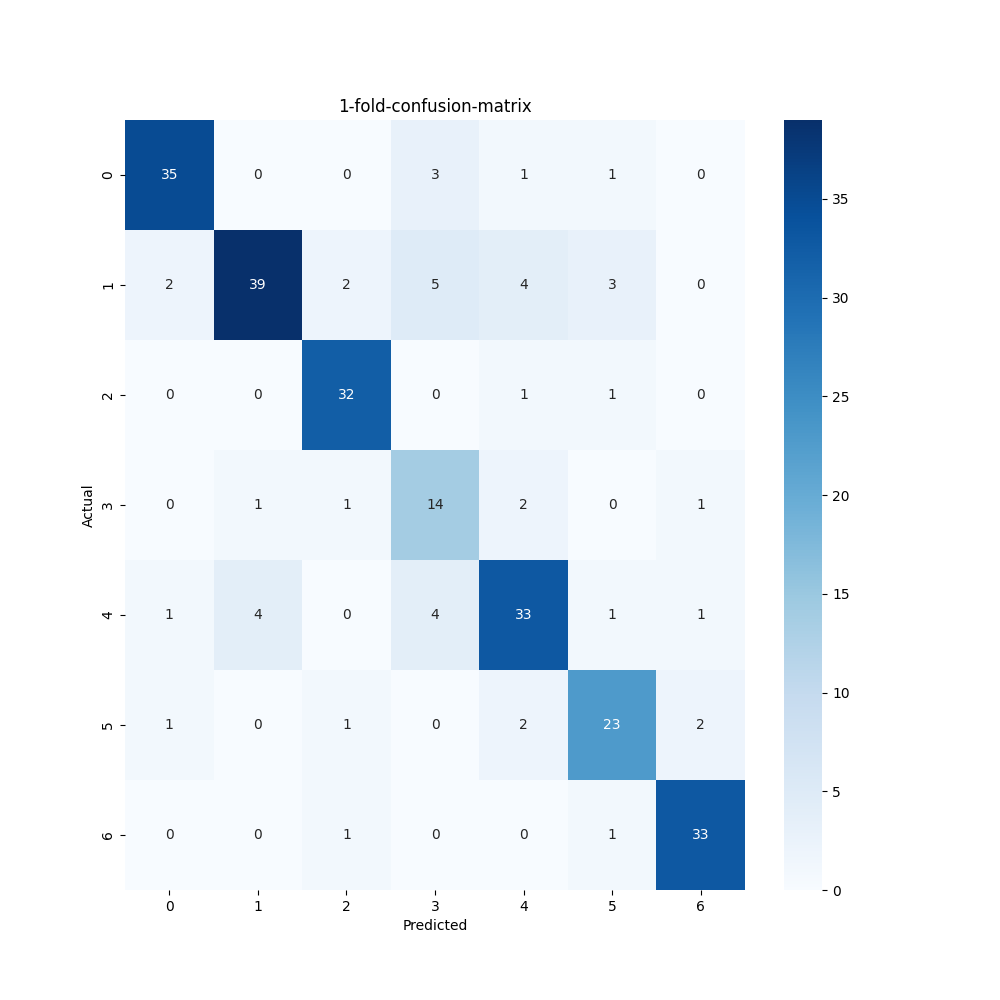 1-fold-confusion-matrix
0 35 0 0 3 1 1 0
1 2 39 2 5 4 3 0
2 0 0 32 0 1 1 0
3 0 1 1 14 2 0 1
4 1 4 0 4 33 1 1
5 1 0 1 0 2 23 2
6 0 0 1 0 0 1 33
0 1 2 3 4 5 6
Predicted
Actual
35
30
25
20
15
10
5
0